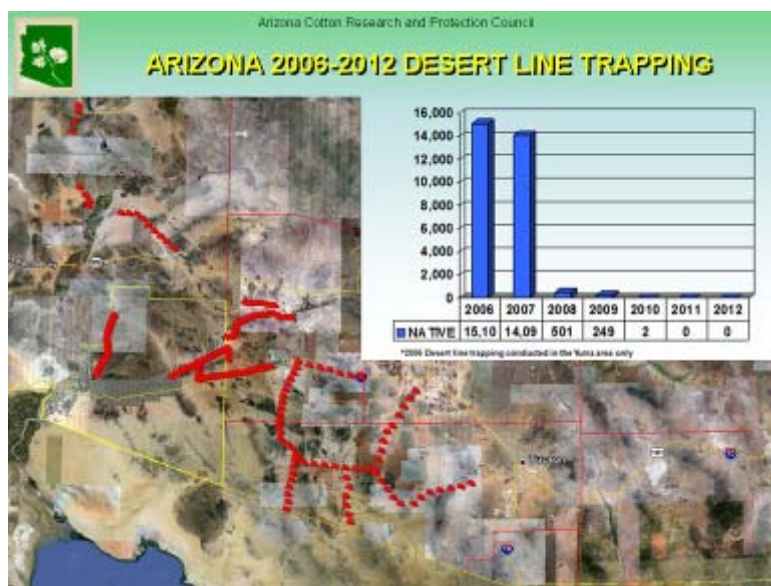 Arizona Cotton Research and Protection Council
ARIZONA 2006-2012 DESERT LINE TRAPPING
16,000
14,000
12,000
10,000
8,000
6,000
4,000
2,000
0
2006 2007 2008 2009 2010 2011 2012
NATIVE 15,10 14,09 501 249 2 0 0
*2006 Desert line trapping conducted in the Yuma area only
Tucson